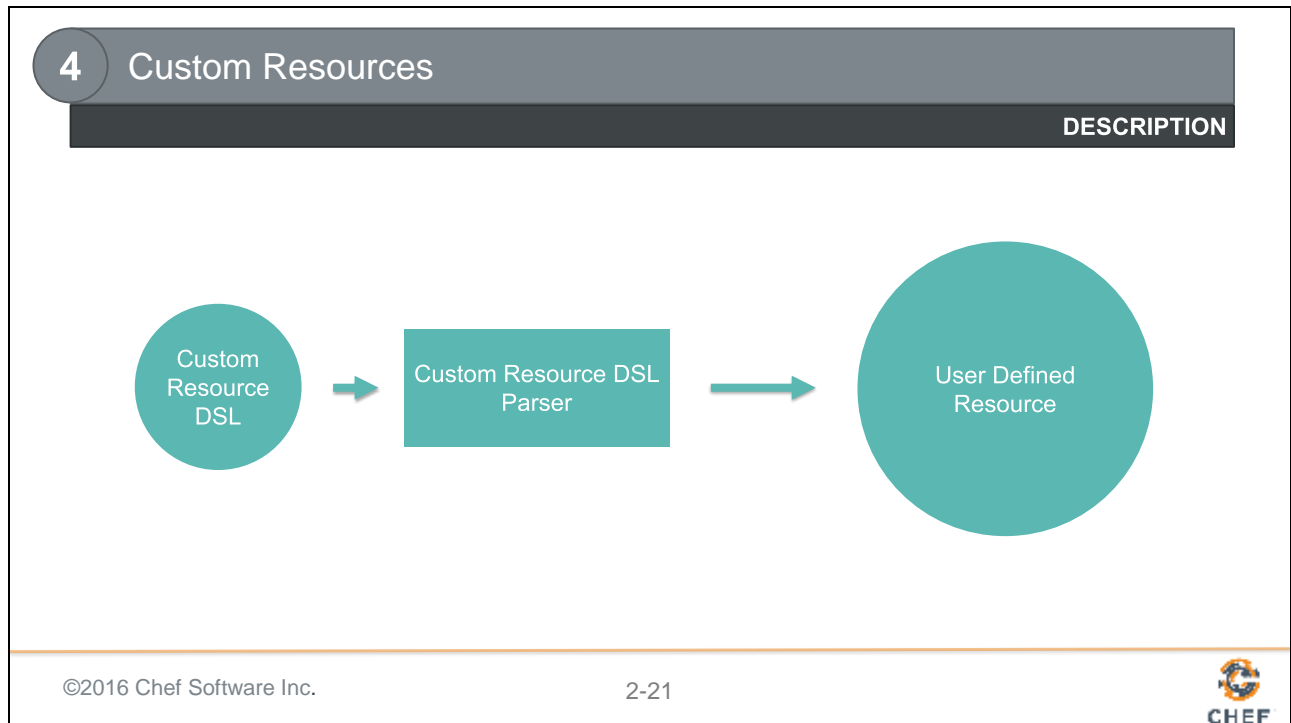 4 Custom Resources
DESCRIPTION
Custom
Resource
DSL
Custom Resource DSL
Parser
User Defined
Resource
©2016 Chef Software Inc.
2-21
CHEF